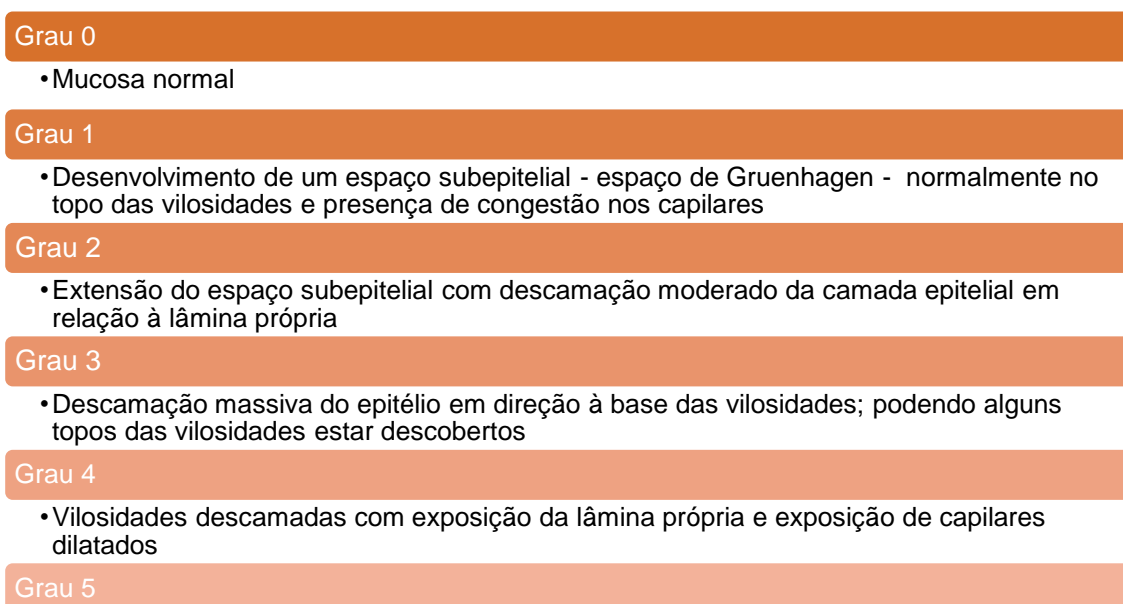 Grau 0
•Mucosa normal
Grau 1
•Desenvolvimento de um espaço subepitelial - espaço de Gruenhagen - normalmente no
topo das vilosidades e presença de congestão nos capilares
Grau 2
•Extensão do espaço subepitelial com descamação moderado da camada epitelial em
relação à lâmina própria
Grau 3
•Descamação massiva do epitélio em direção à base das vilosidades; podendo alguns
topos das vilosidades estar descobertos
Grau 4
•Vilosidades descamadas com exposição da lâmina própria e exposição de capilares
dilatados
Grau 5